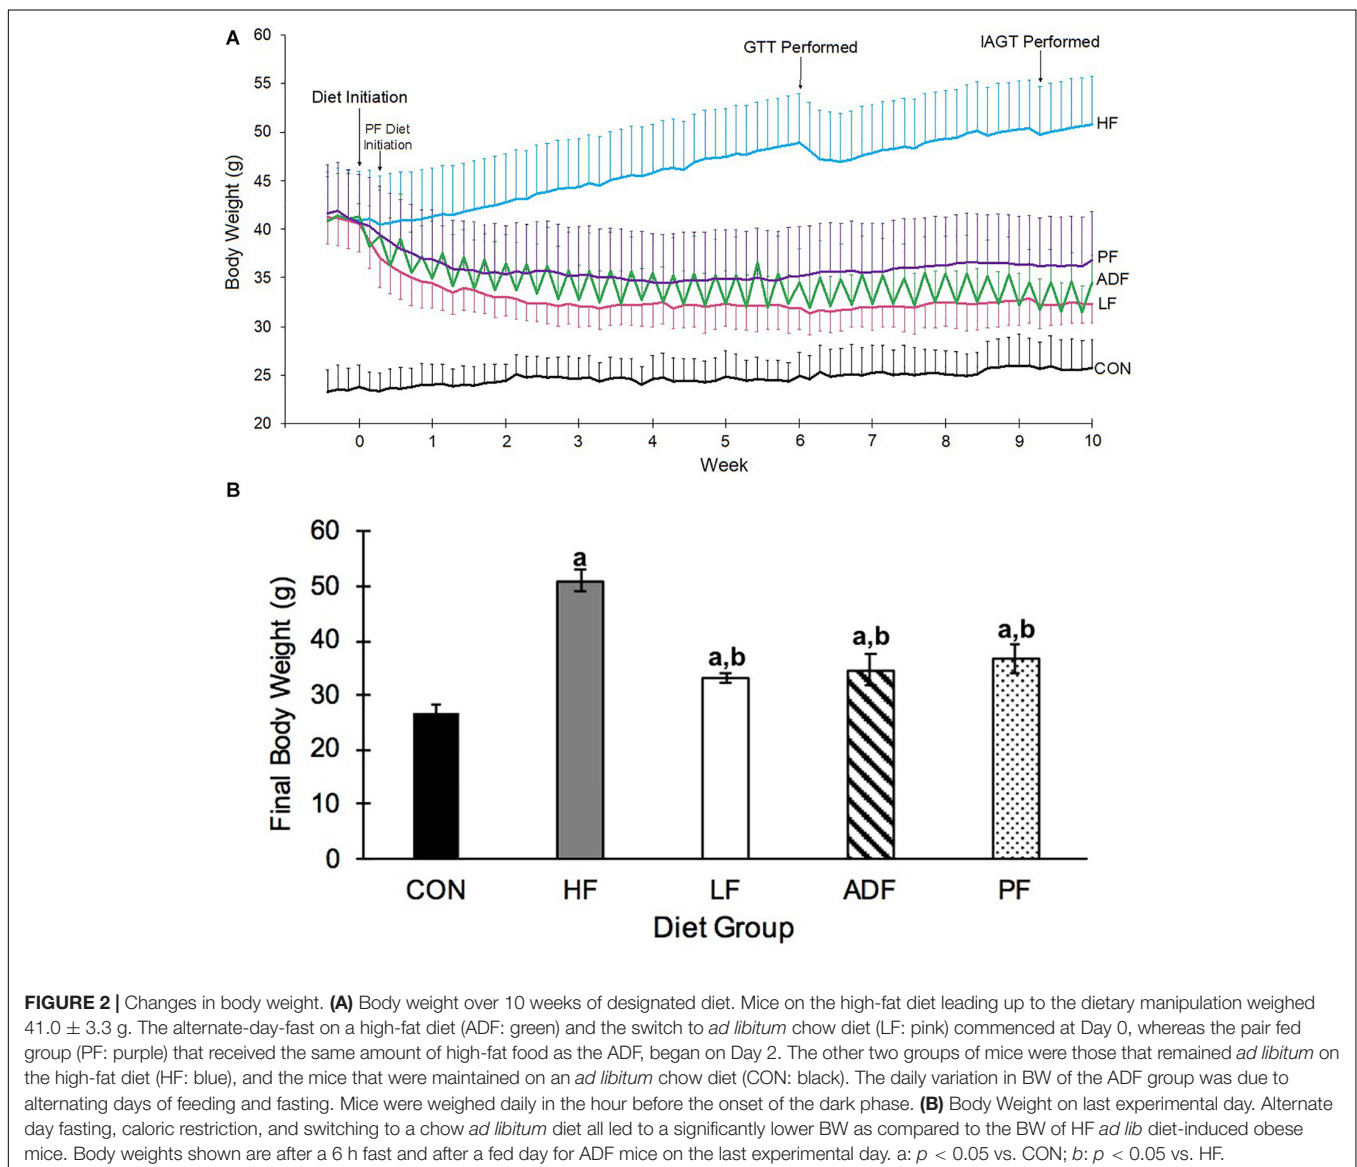 A
60
55
50
45
40
35
30
25
20
Body Weight (g)
Diet Initiation
PF Diet
Initiation
GTT Performed
IAGT Performed
HF
PF
ADF
LF
CON
0 1 2 3 4 5 6 7 8 9 10
Week
B
60
50
40
30
20
10
0
Final Body Weight (g)
a
a,b
a,b
a,b
CON HF LF ADF PF
Diet Group
FIGURE 2 | Changes in body weight. (A) Body weight over 10 weeks of designated diet. Mice on the high-fat diet leading up to the dietary manipulation weighed
41.0 ± 3.3 g. The alternate-day-fast on a high-fat diet (ADF: green) and the switch to ad libitum chow diet (LF: pink) commenced at Day 0, whereas the pair fed
group (PF: purple) that received the same amount of high-fat food as the ADF, began on Day 2. The other two groups of mice were those that remained ad libitum on
the high-fat diet (HF: blue), and the mice that were maintained on an ad libitum chow diet (CON: black). The daily variation in BW of the ADF group was due to
alternating days of feeding and fasting. Mice were weighed daily in the hour before the onset of the dark phase. (B) Body Weight on last experimental day. Alternate
day fasting, caloric restriction, and switching to a chow ad libitum diet all led to a significantly lower BW as compared to the BW of HF ad lib diet-induced obese
mice. Body weights shown are after a 6 h fast and after a fed day for ADF mice on the last experimental day. a: p < 0.05 vs. CON; b: p < 0.05 vs. HF.